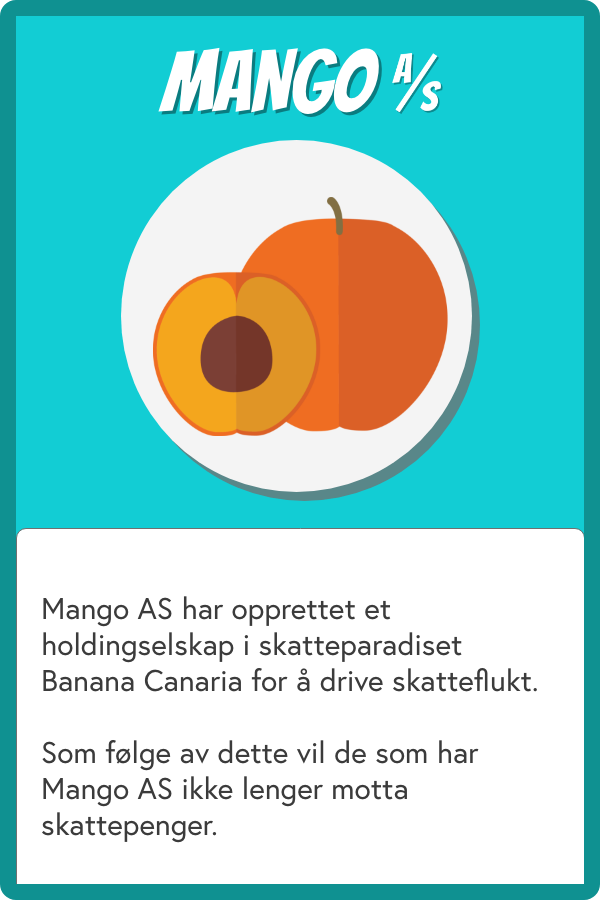 MANGO A/S
Mango AS har opprettet et
holdingselskap i skatteparadiset
Banana Canaria for å drive skatteflukt.
Som følge av dette vil de som har
Mango AS ikke lenger motta
skattepenger.